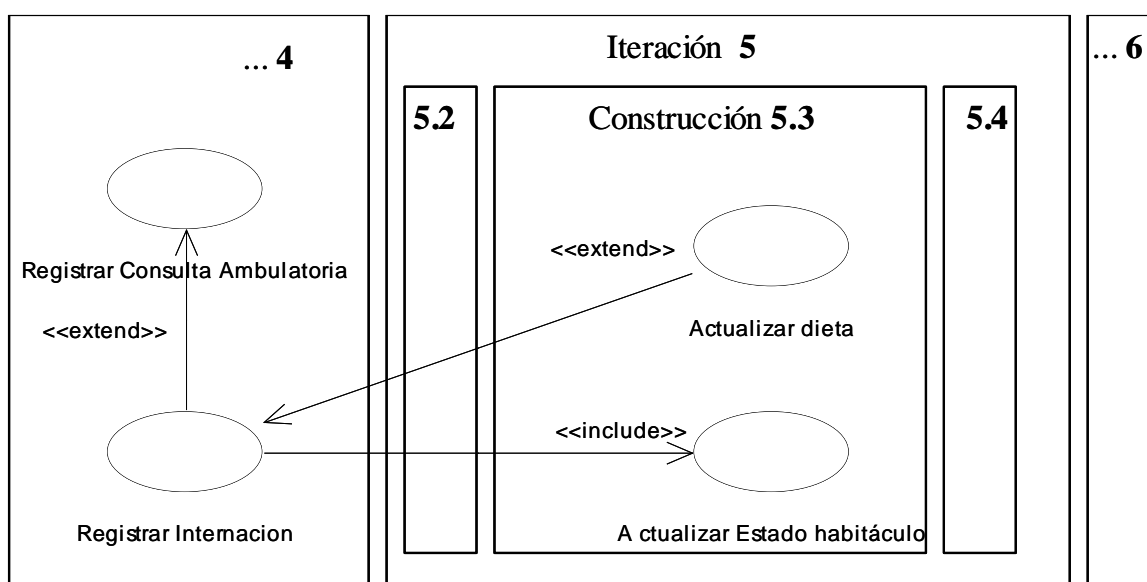 ... 4
Registrar Consulta Ambulatoria
<<extend>>
Registrar Internacion
Iteración 5
5.2
Construcción 5.3
<<extend>>
Actualizar dieta
<<include>>
A ctualizar Estado habitáculo
5.4
... 6